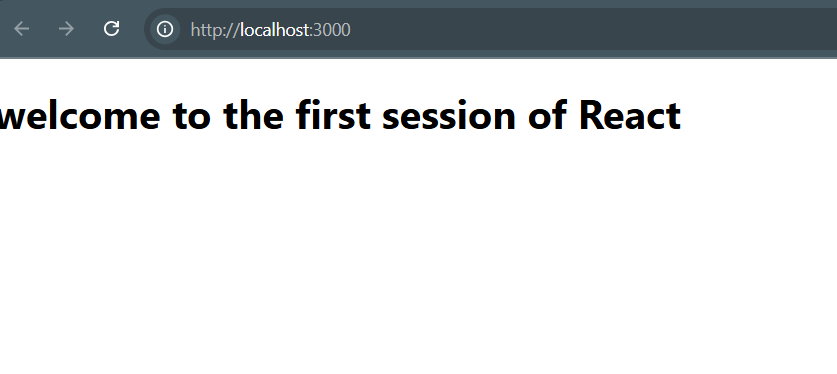 http://localhost:3000
welcome to the first session of React